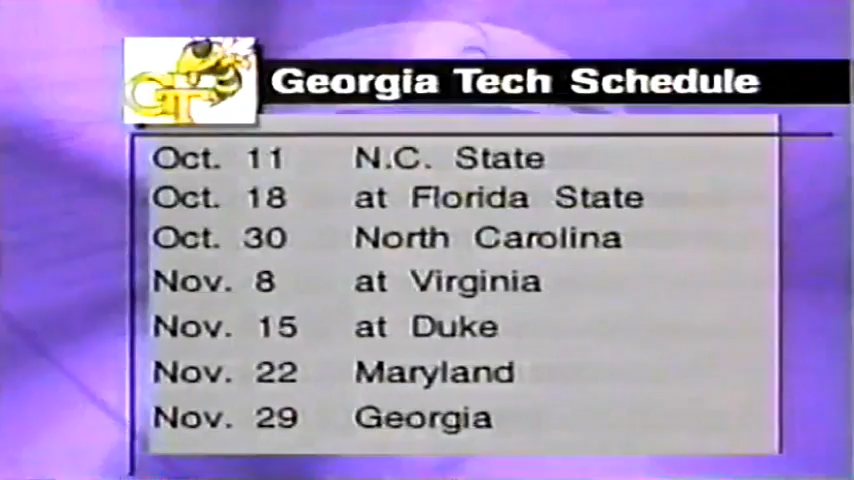 GT
Georgia Tech Schedule
Oct. 11 N.C. State
Oct. 18 at Florida State
Oct. 30 North Carolina
Nov. 8 at Virginia
Nov. 15 at Duke
Nov. 22 Maryland
Nov. 29 Georgia